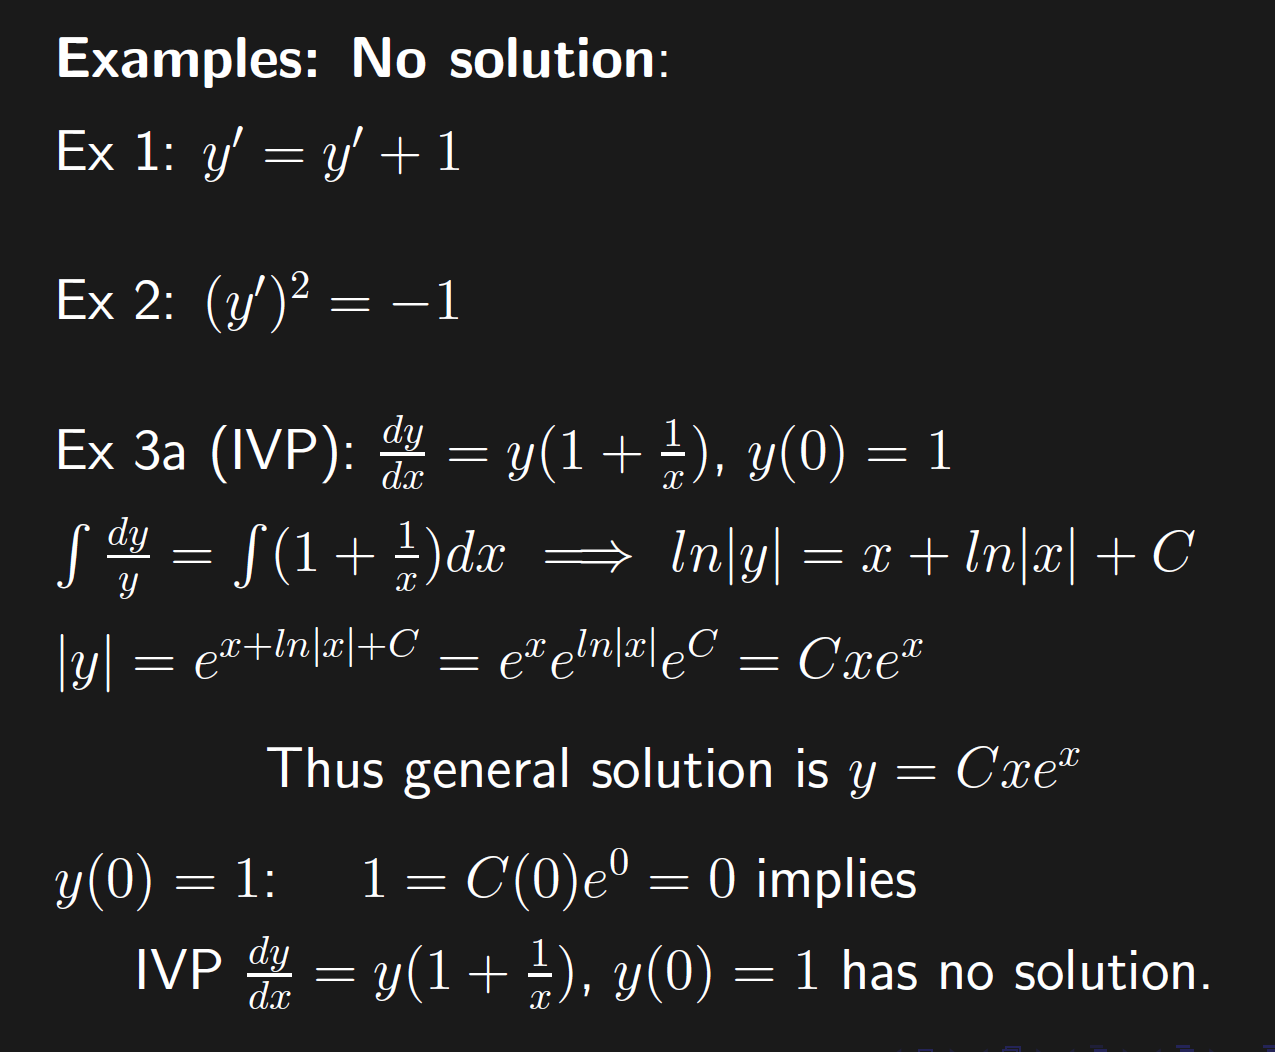 Examples: No solution:
Ex 1: y′ = y′ + 1
Ex 2: (y′)² = −1
Ex 3a (IVP): dy/dx = y(1 + 1/x), y(0) = 1
∫ dy/y = ∫(1 + 1/x)dx ⟹ ln|y| = x + ln|x| + C
|y| = e^{x+ln|x|+C} = e^x e^{ln|x|} e^C = Cxe^x
Thus general solution is y = Cxe^x
y(0) = 1: 1 = C(0)e⁰ = 0 implies
IVP dy/dx = y(1 + 1/x), y(0) = 1 has no solution.